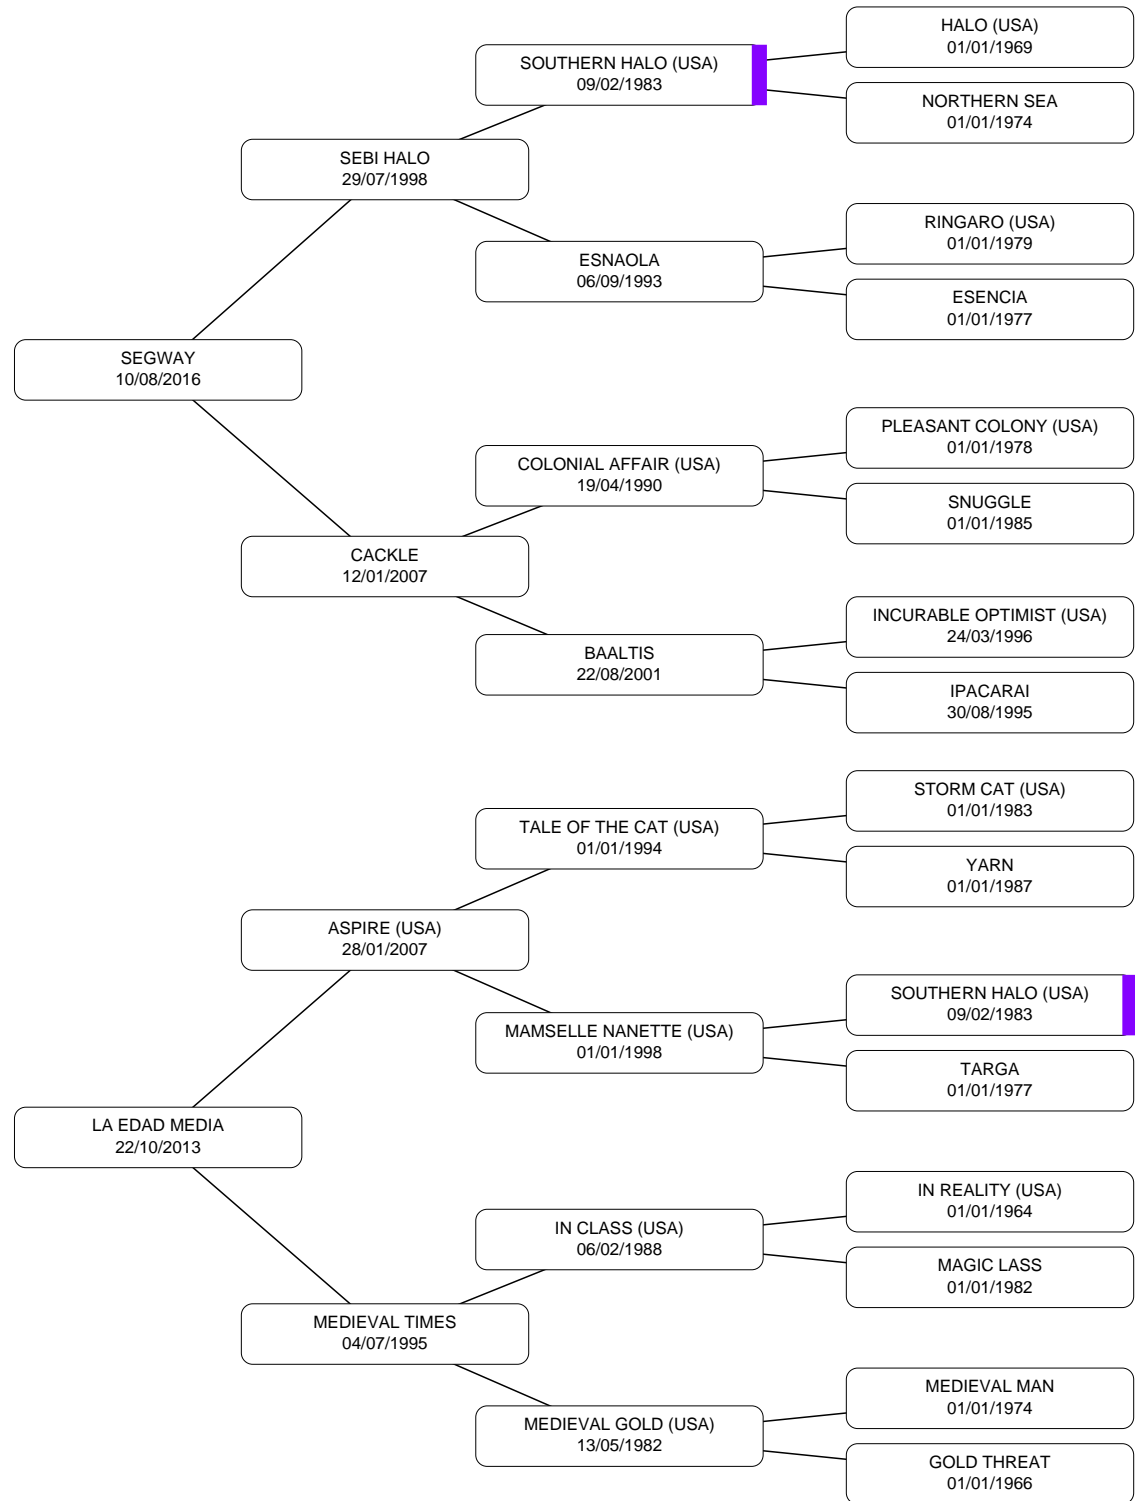 HALO (USA)
01/01/1969
SOUTHERN HALO (USA)
09/02/1983
NORTHERN SEA
01/01/1974
SEBI HALO
29/07/1998
RINGARO (USA)
01/01/1979
ESNAOLA
06/09/1993
ESENCIA
01/01/1977
SEGWAY
10/08/2016
PLEASANT COLONY (USA)
01/01/1978
COLONIAL AFFAIR (USA)
19/04/1990
SNUGGLE
01/01/1985
CACKLE
12/01/2007
INCURABLE OPTIMIST (USA)
24/03/1996
BAALTIS
22/08/2001
IPACARAI
30/08/1995
STORM CAT (USA)
01/01/1983
TALE OF THE CAT (USA)
01/01/1994
YARN
01/01/1987
ASPIRE (USA)
28/01/2007
SOUTHERN HALO (USA)
09/02/1983
MAMSELLE NANETTE (USA)
01/01/1998
TARGA
01/01/1977
LA EDAD MEDIA
22/10/2013
IN REALITY (USA)
01/01/1964
IN CLASS (USA)
06/02/1988
MAGIC LASS
01/01/1982
MEDIEVAL TIMES
04/07/1995
MEDIEVAL MAN
01/01/1974
MEDIEVAL GOLD (USA)
13/05/1982
GOLD THREAT
01/01/1966